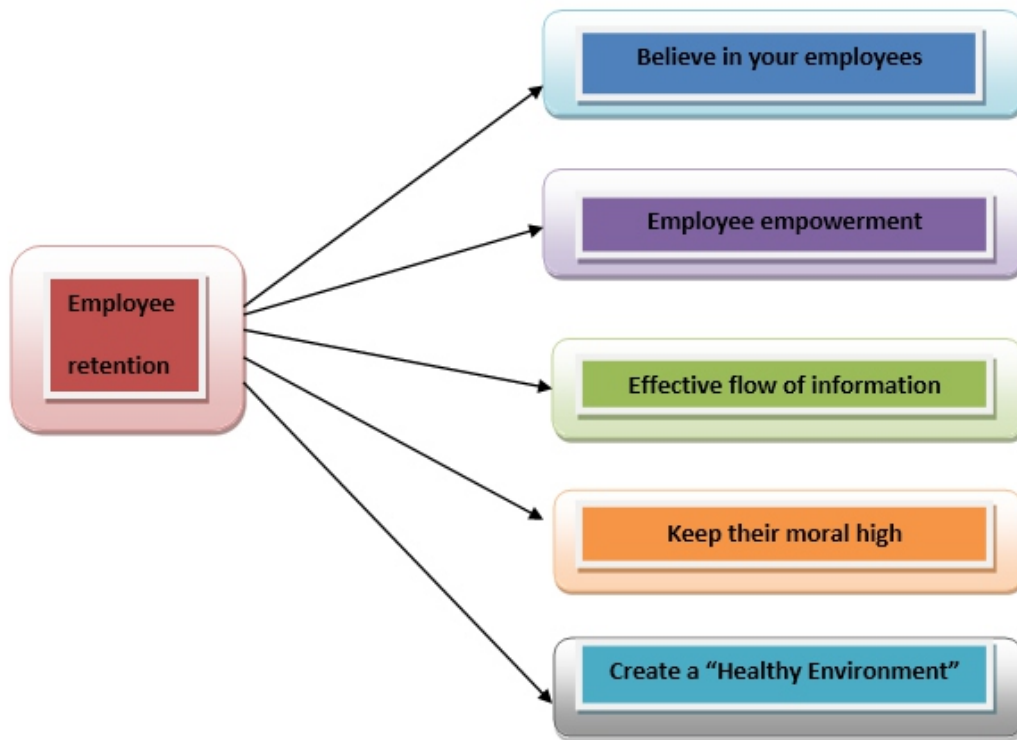 Believe in your employees
Employee empowerment
Employee
retention
Effective flow of information
Keep their moral high
Create a “Healthy Environment”